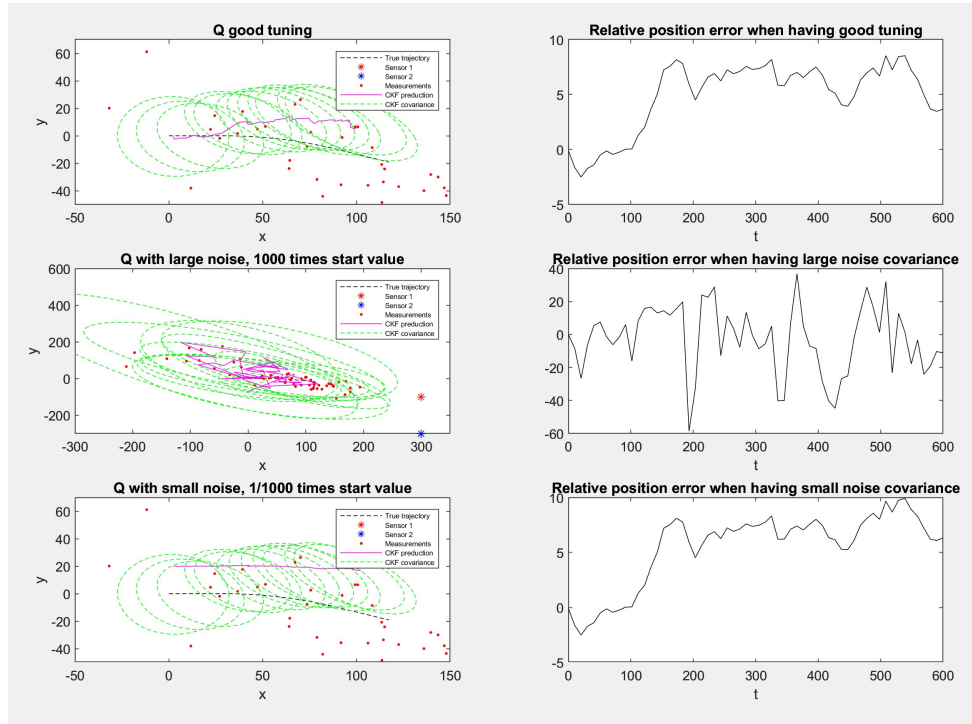 Q good tuning
60
40
20
0
-20
-40
y
-50
0
50
100
150
x
True trajectory
Sensor 1
Sensor 2
Measurements
CKF preduction
CKF covariance
Relative position error when having good tuning
10
5
0
-5
0
100
200
300
400
500
600
t
Q with large noise, 1000 times start value
600
400
200
0
-200
y
-300
-200
-100
0
100
200
300
x
True trajectory
Sensor 1
Sensor 2
Measurements
CKF preduction
CKF covariance
Relative position error when having large noise covariance
40
20
0
-20
-40
-60
0
100
200
300
400
500
600
t
Q with small noise, 1/1000 times start value
60
40
20
0
-20
-40
y
-50
0
50
100
150
x
True trajectory
Sensor 1
Sensor 2
Measurements
CKF preduction
CKF covariance
Relative position error when having small noise covariance
10
5
0
-5
0
100
200
300
400
500
600
t